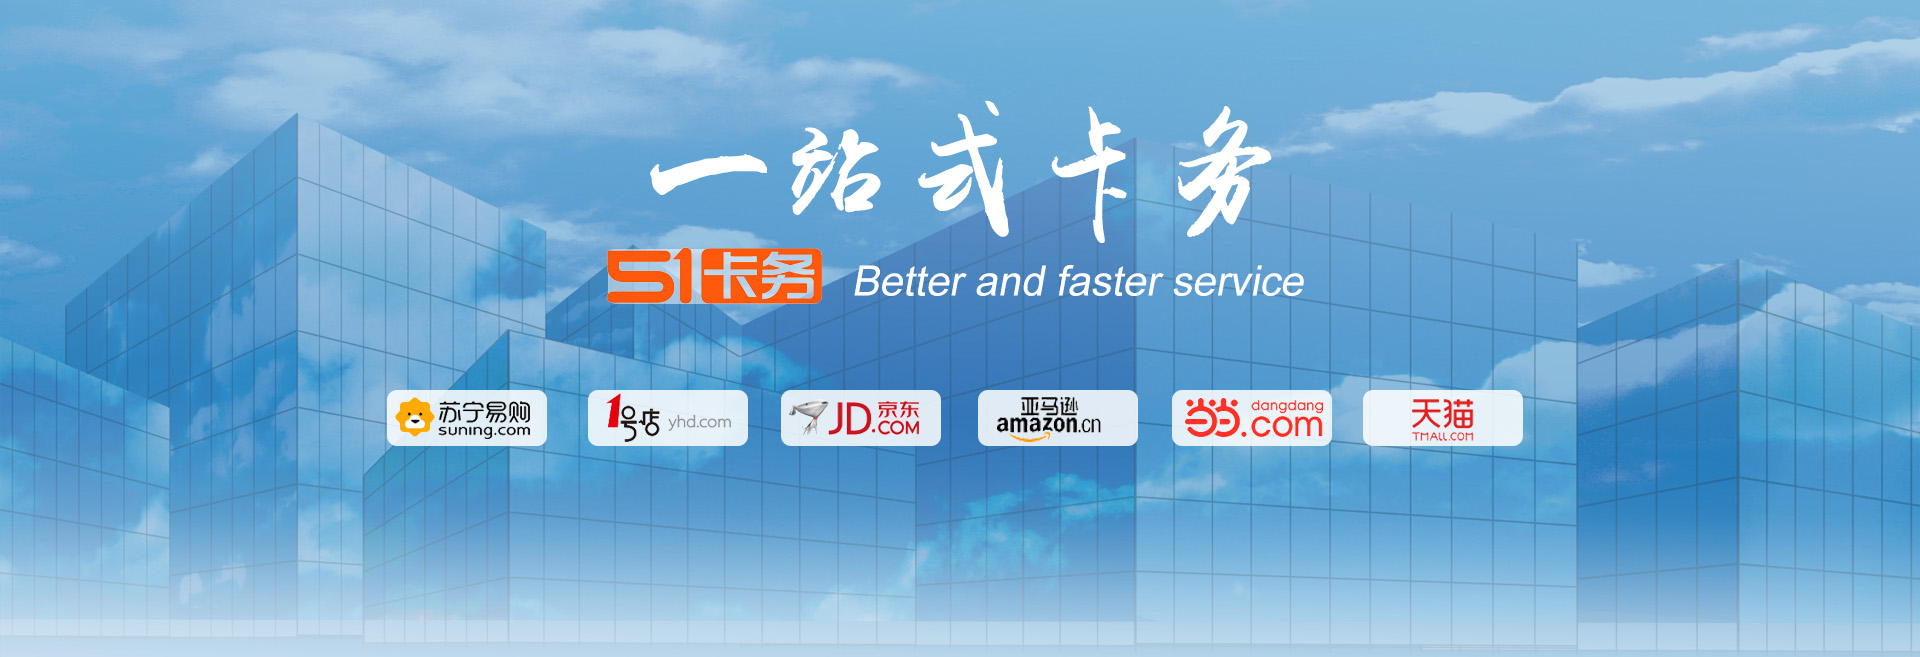 一站式卡务
51卡务 Better and faster service
苏宁易购
suning.com
1号店 yhd.com
JD 京东
.COM
亚马逊
amazon.cn
当当 dangdang
.com
天猫
TMALL.COM